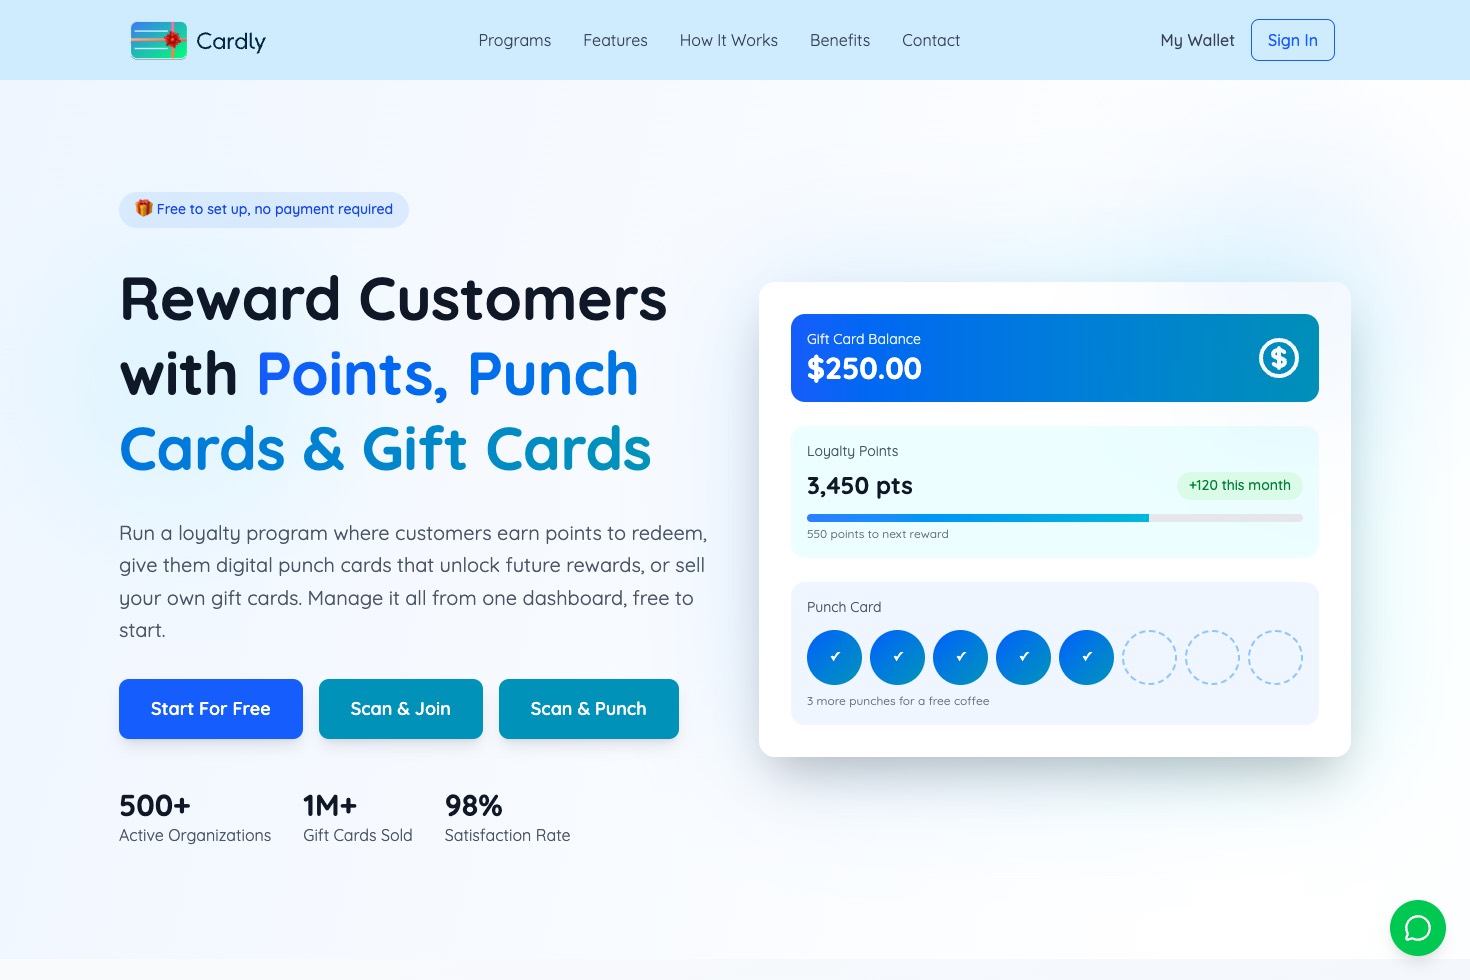 Cardly
Programs
Features
How It Works
Benefits
Contact
My Wallet
Sign In
Free to set up, no payment required
Reward Customers
with Points, Punch
Cards & Gift Cards
Run a loyalty program where customers earn points to redeem,
give them digital punch cards that unlock future rewards, or sell
your own gift cards. Manage it all from one dashboard, free to
start.
Start For Free
Scan & Join
Scan & Punch
500+
Active Organizations
1M+
Gift Cards Sold
98%
Satisfaction Rate
Gift Card Balance
$250.00
Loyalty Points
3,450 pts
+120 this month
550 points to next reward
Punch Card
3 more punches for a free coffee